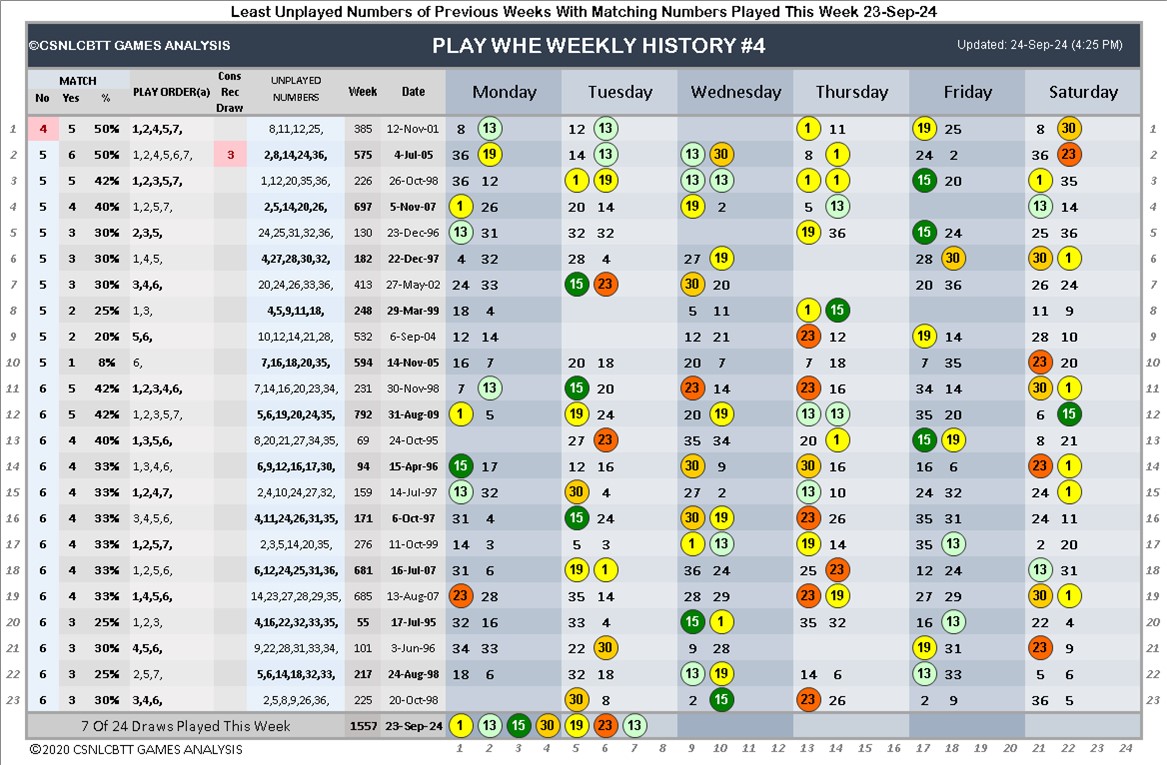 Least Unplayed Numbers of Previous Weeks With Matching Numbers Played This Week 23-Sep-24
©CSNLCBTT GAMES ANALYSIS PLAY WHE WEEKLY HISTORY #4 Updated: 24-Sep-24 (4:25 PM)
MATCH Cons
No Yes % PLAY ORDER(a) Rec UNPLAYED NUMBERS Week Date Monday Tuesday Wednesday Thursday Friday Saturday
Draw
1 4 5 50% 1,2,4,5,7, 8,11,12,25, 385 12-Nov-01 8 13 12 13 1 11 19 25 8 30 1
2 5 6 50% 1,2,4,5,6,7, 3 2,8,14,24,36, 575 4-Jul-05 36 19 14 13 13 30 8 1 24 2 36 23 2
3 5 5 42% 1,2,3,5,7, 1,12,20,35,36, 226 26-Oct-98 36 12 1 19 13 13 1 1 15 20 1 35 3
4 5 4 40% 1,2,5,7, 2,5,14,20,26, 697 5-Nov-07 1 26 20 14 19 2 5 13 13 14 4
5 5 3 30% 2,3,5, 24,25,31,32,36, 130 23-Dec-96 13 31 32 32 19 36 15 24 25 36 5
6 5 3 30% 1,4,5, 4,27,28,30,32, 182 22-Dec-97 4 32 28 4 27 19 28 30 30 1 6
7 5 3 30% 3,4,6, 20,24,26,33,36, 413 27-May-02 24 33 15 23 30 20 20 36 26 24 7
8 5 2 25% 1,3, 4,5,9,11,18, 248 29-Mar-99 18 4 5 11 1 15 11 9 8
9 5 2 20% 5,6, 10,12,14,21,28, 532 6-Sep-04 12 14 12 21 23 12 19 14 28 10 9
10 5 1 8% 6, 7,16,18,20,35, 594 14-Nov-05 16 7 20 18 20 7 7 18 7 35 23 20 10
11 6 5 42% 1,2,3,4,6, 7,14,16,20,23,34, 231 30-Nov-98 7 13 15 20 23 14 23 16 34 14 30 1 11
12 6 5 42% 1,2,3,5,7, 5,6,19,20,24,35, 792 31-Aug-09 1 5 19 24 20 19 13 13 35 20 6 15 12
13 6 4 40% 1,3,5,6, 8,20,21,27,34,35, 69 24-Oct-95 27 23 35 34 20 1 15 19 8 21 13
14 6 4 33% 1,3,4,6, 6,9,12,16,17,30, 94 15-Apr-96 15 17 12 16 30 9 30 16 16 6 23 1 14
15 6 4 33% 1,2,4,7, 2,4,10,24,27,32, 159 14-Jul-97 13 32 30 4 27 2 13 10 24 32 24 1 15
16 6 4 33% 3,4,5,6, 4,11,24,26,31,35, 171 6-Oct-97 31 4 15 24 30 19 23 26 35 31 24 11 16
17 6 4 33% 1,2,5,7, 2,3,5,14,20,35, 276 11-Oct-99 14 3 5 3 1 13 19 14 35 13 2 20 17
18 6 4 33% 1,2,5,6, 6,12,24,25,31,36, 681 16-Jul-07 31 6 19 1 36 24 25 23 12 24 13 31 18
19 6 4 33% 1,4,5,6, 14,23,27,28,29,35, 685 13-Aug-07 23 28 35 14 28 29 23 19 27 29 30 1 19
20 6 3 25% 1,2,3, 4,16,22,32,33,35, 55 17-Jul-95 32 16 33 4 15 1 35 32 16 13 22 4 20
21 6 3 30% 4,5,6, 9,22,28,31,33,34, 101 3-Jun-96 34 33 22 30 9 28 19 31 23 9 21
22 6 3 25% 2,5,7, 5,6,14,18,32,33, 217 24-Aug-98 18 6 32 18 13 19 14 6 13 33 5 6 22
23 6 3 30% 3,4,6, 2,5,8,9,26,36, 225 20-Oct-98 30 8 2 15 23 26 2 9 36 5 23
7 Of 24 Draws Played This Week 1557 23-Sep-24 1 13 15 30 19 23 13
©2020 CSNLCBTT GAMES ANALYSIS 1 2 3 4 5 6 7 8 9 10 11 12 13 14 15 16 17 18 19 20 21 22 23 24